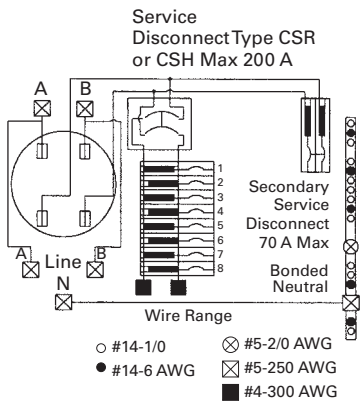 Service
Disconnect Type CSR
or CSH Max 200 A
A
B
1
2
3
4
5
6
7
8
Secondary
Service
Disconnect
70 A Max
A
Line
B
N
Bonded
Neutral
Wire Range
#14-1/0
#5-2/0 AWG
#14-6 AWG
#5-250 AWG
#4-300 AWG